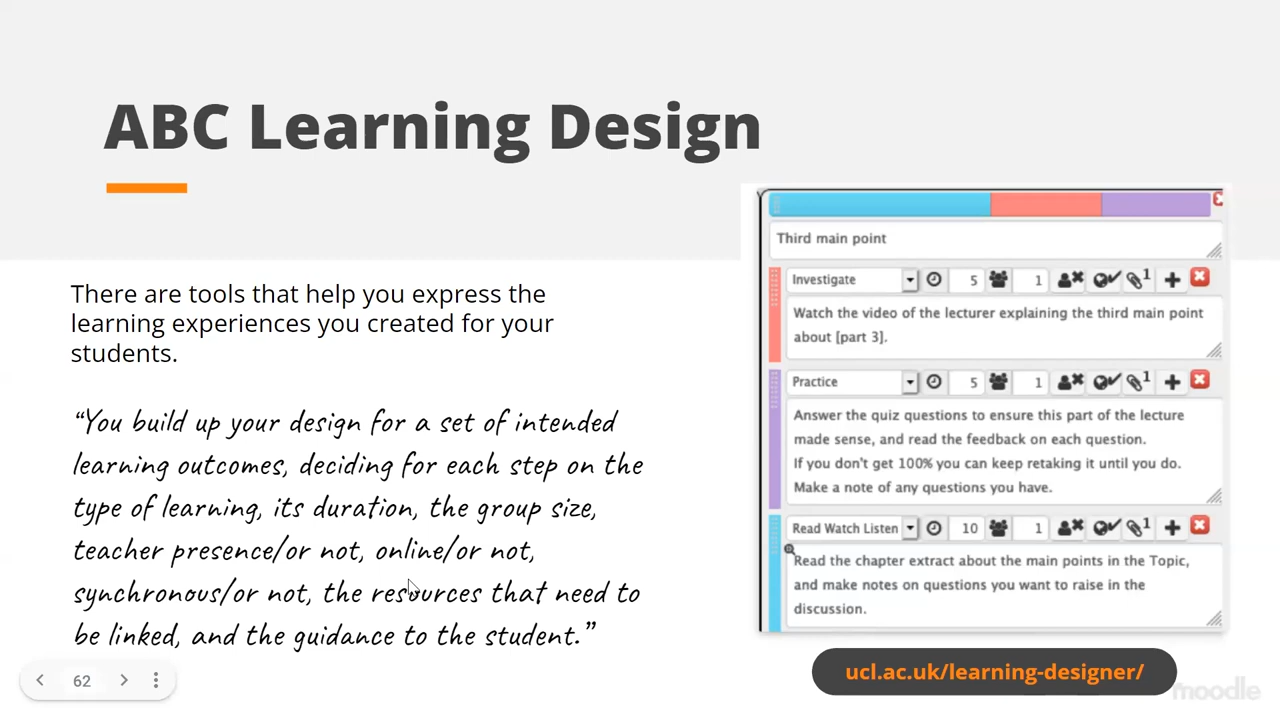 ABC Learning Design
There are tools that help you express the
learning experiences you created for your
students.
“You build up your design for a set of intended
learning outcomes, deciding for each step on the
type of learning, its duration, the group size,
teacher presence/or not, online/or not,
synchronous/or not, the resources that need to
be linked, and the guidance to the student.”
Third main point
Investigate 5 1 1
Watch the video of the lecturer explaining the third main point
about [part 3].
Practice 5 1 1
Answer the quiz questions to ensure this part of the lecture
made sense, and read the feedback on each question.
If you don't get 100% you can keep retaking it until you do.
Make a note of any questions you have.
Read Watch Listen 10 1 1
Read the chapter extract about the main points in the Topic,
and make notes on questions you want to raise in the
discussion.
ucl.ac.uk/learning-designer/
62
moodle